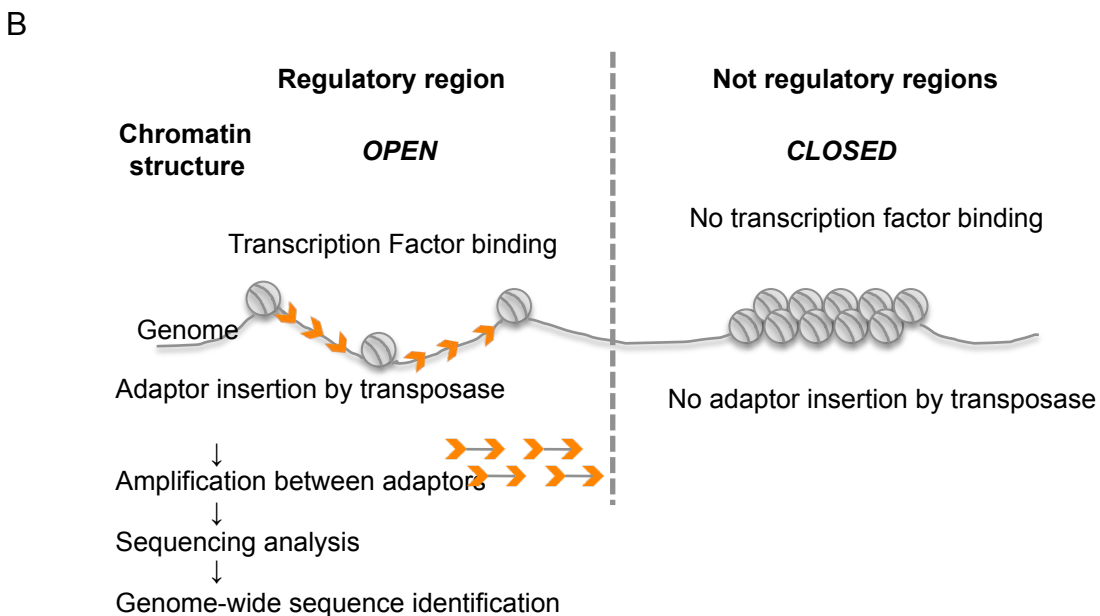 B
Regulatory region
Not regulatory regions
Chromatin
structure
OPEN
CLOSED
No transcription factor binding
Transcription Factor binding
Genome
Adaptor insertion by transposase
No adaptor insertion by transposase
↓
Amplification between adaptors
↓
Sequencing analysis
↓
Genome-wide sequence identification